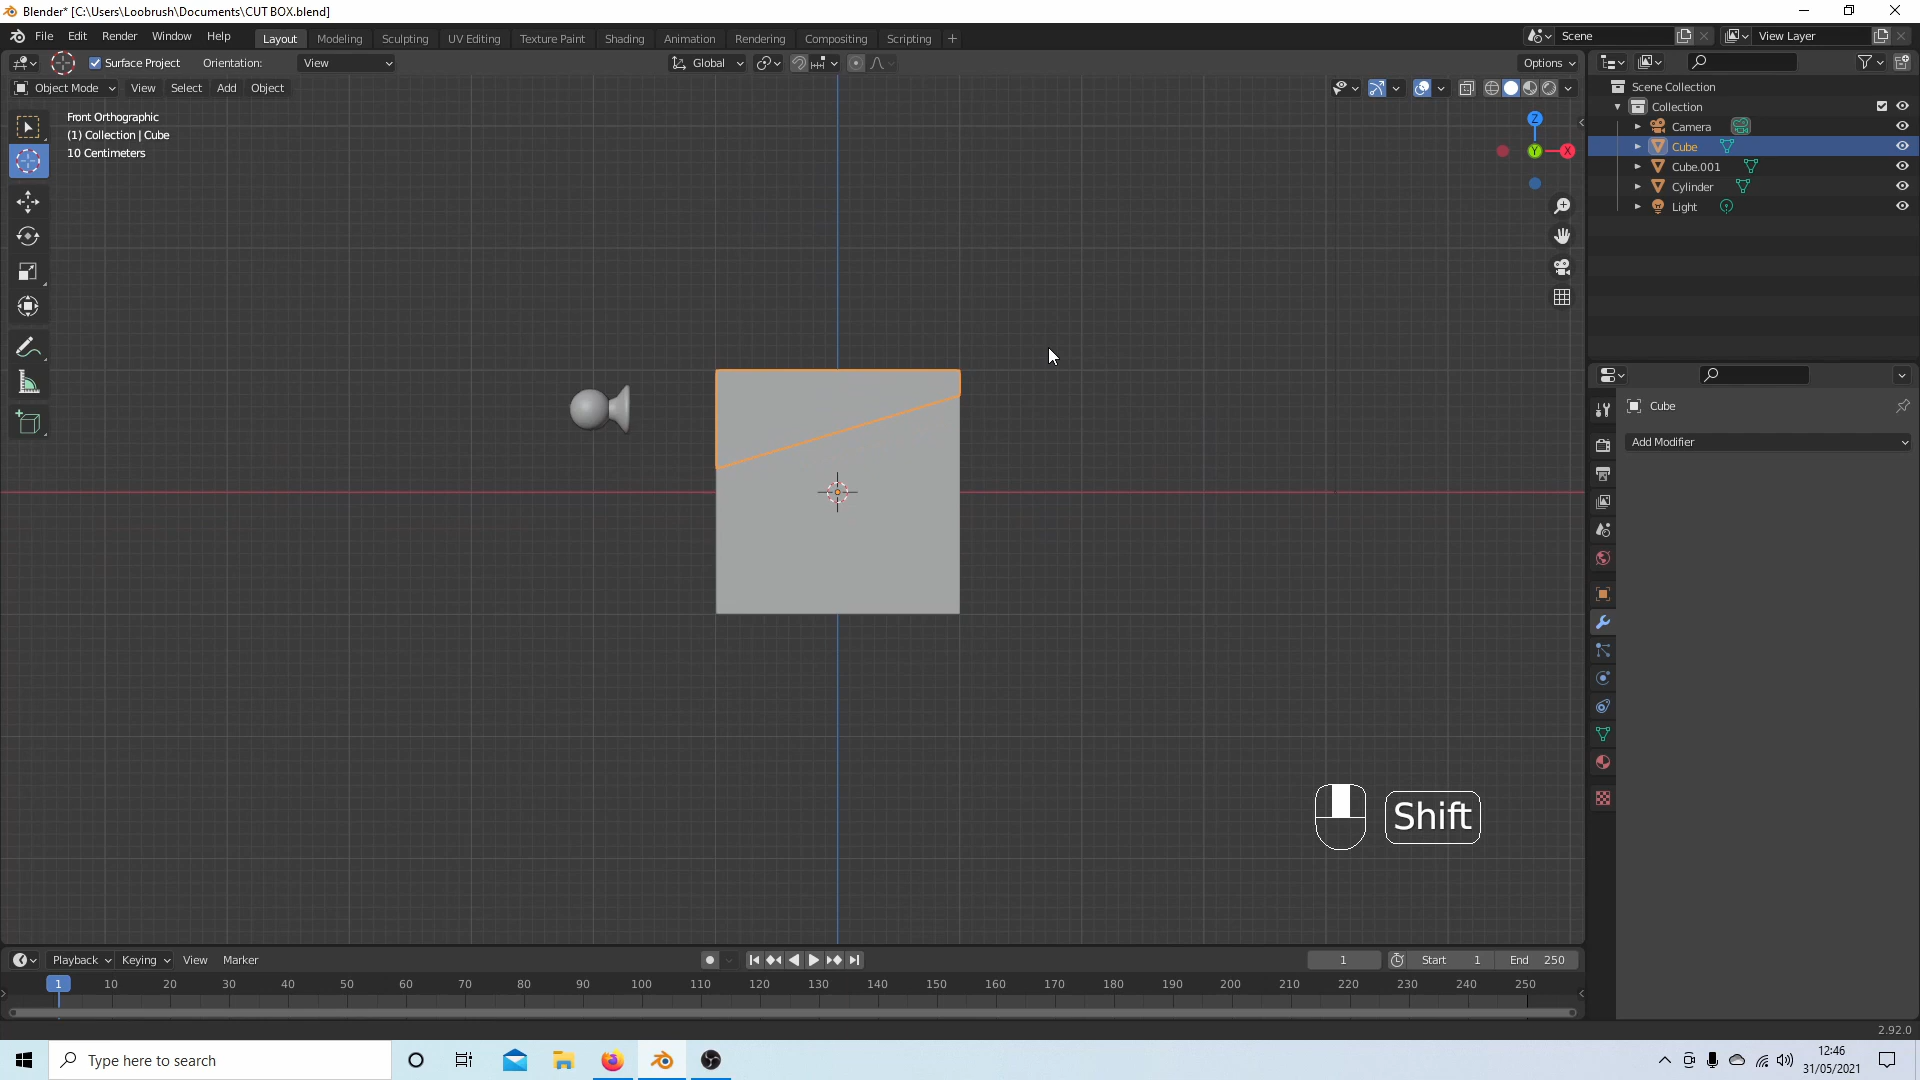 Blender* [C:\Users\Loobrush\Documents\CUT BOX.blend]
File Edit Render Window Help Layout Modeling Sculpting UV Editing Texture Paint Shading Animation Rendering Compositing Scripting + Scene View Layer
Surface Project Orientation: View Global Options
Object Mode View Select Add Object
Front Orthographic
(1) Collection | Cube
10 Centimeters
Z
Y
X
Scene Collection
Collection
Camera
Cube
Cube.001
Cylinder
Light
Cube
Add Modifier
Shift
Playback Keying View Marker 1 Start 1 End 250
1 10 20 30 40 50 60 70 80 90 100 110 120 130 140 150 160 170 180 190 200 210 220 230 240 250
2.92.0
Type here to search
12:46
31/05/2021